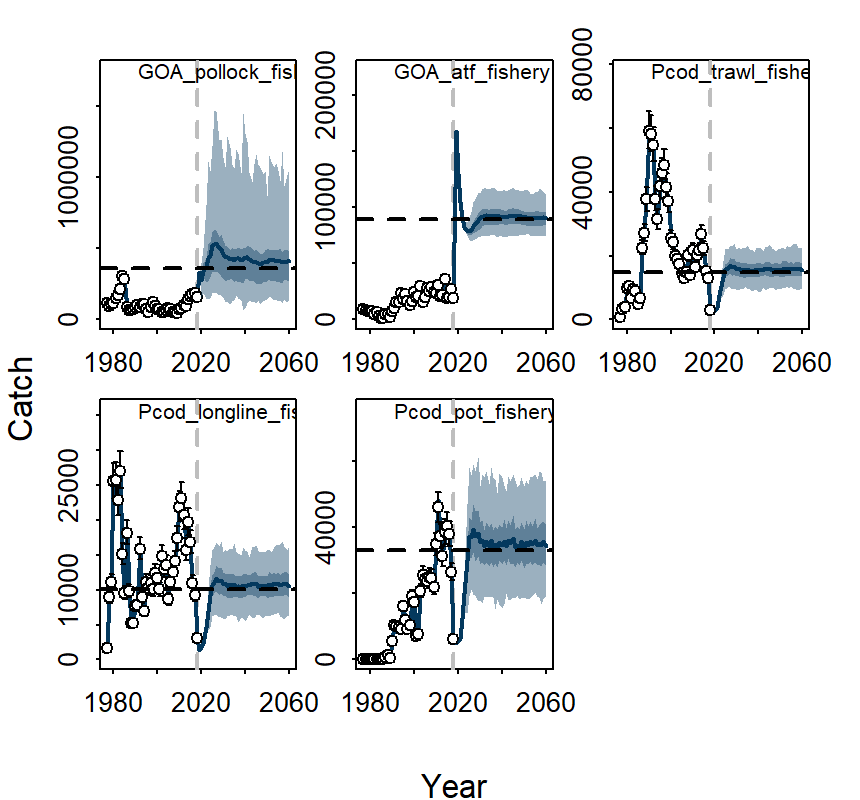 GOA_pollock_fish
GOA_atf_fishery
Pcod_trawl_fishe
0 1000000
0 100000 200000
0 40000 80000
1980 2020 2060
1980 2020 2060
1980 2020 2060
Catch
Pcod_longline_fis
Pcod_pot_fishery
0 10000 25000
0 40000
1980 2020 2060
1980 2020 2060
Year